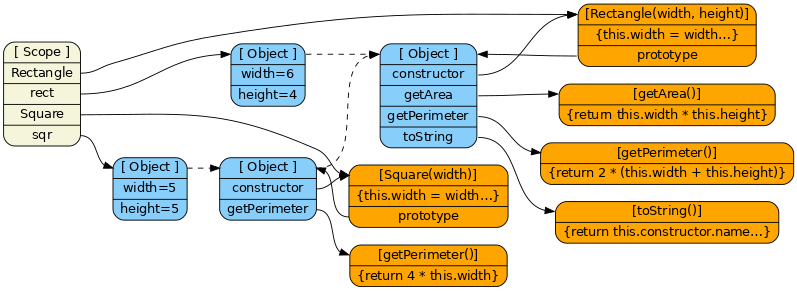 [ Scope ]
Rectangle
rect
Square
sqr
[ Object ]
width=6
height=4
[ Object ]
constructor
getArea
getPerimeter
toString
[Rectangle(width, height)]
{this.width = width...}
prototype
[getArea()]
{return this.width * this.height}
[getPerimeter()]
{return 2 * (this.width + this.height)}
[toString()]
{return this.constructor.name...}
[ Object ]
width=5
height=5
[ Object ]
constructor
getPerimeter
[Square(width)]
{this.width = width...}
prototype
[getPerimeter()]
{return 4 * this.width}